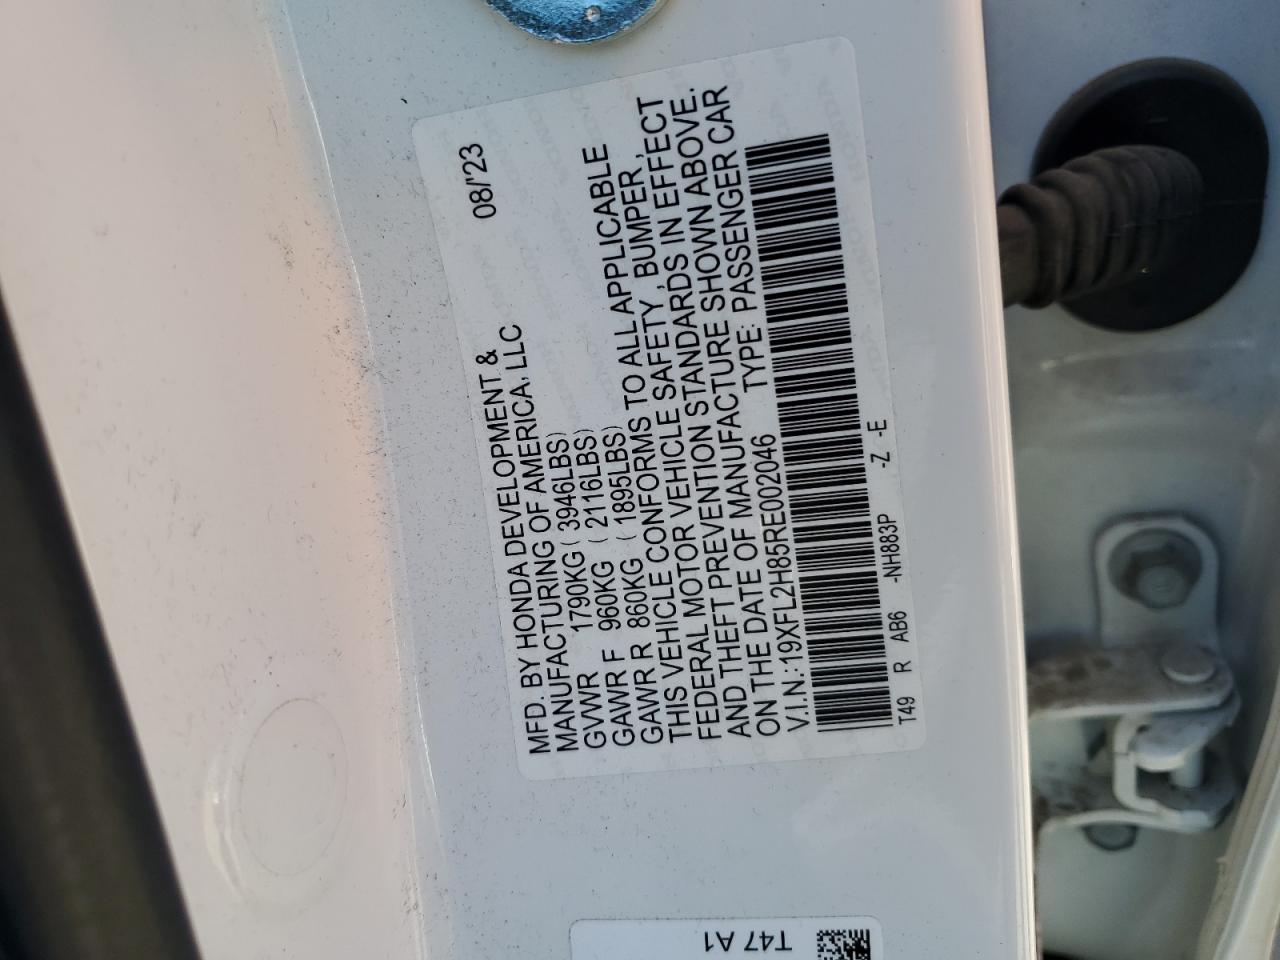 MFD. BY HONDA DEVELOPMENT & 08/'23
MANUFACTURING OF AMERICA, LLC
GVWR 1790KG ( 3946LBS)
GAWR F 960KG ( 2116LBS)
GAWR R 860KG ( 1895LBS)
THIS VEHICLE CONFORMS TO ALL APPLICABLE
FEDERAL MOTOR VEHICLE SAFETY, BUMPER,
AND THEFT PREVENTION STANDARDS IN EFFECT
ON THE DATE OF MANUFACTURE SHOWN ABOVE.
V.I.N.:19XFL2H85RE002046 TYPE: PASSENGER CAR
T49 R AB6 -NH883P -Z -E
T47 A1